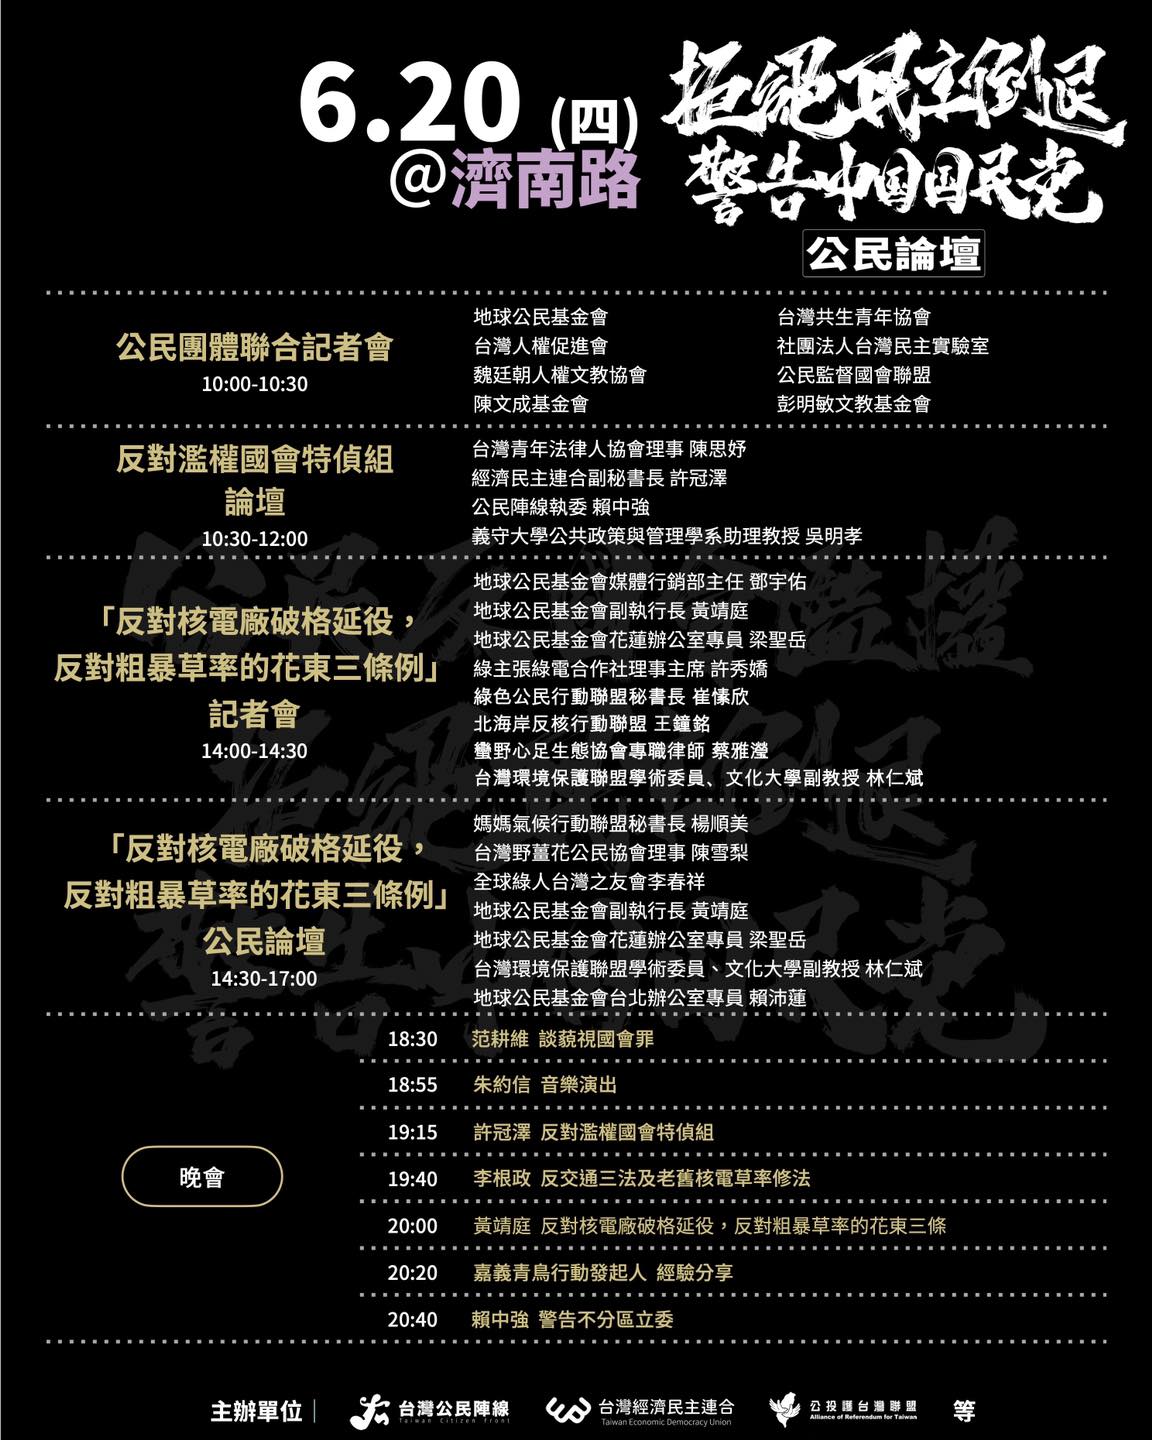 6.20 (四)
@濟南路
拒絕民主倒退
警告中国国民党
公民論壇
公民團體聯合記者會
10:00-10:30
地球公民基金會
台灣人權促進會
魏廷朝人權文教協會
陳文成基金會
台灣共生青年協會
社團法人台灣民主實驗室
公民監督國會聯盟
彭明敏文教基金會
反對濫權國會特偵組
論壇
10:30-12:00
台灣青年法律人協會理事 陳思妤
經濟民主連合副秘書長 許冠澤
公民陣線執委 賴中強
義守大學公共政策與管理學系助理教授 吳明孝
「反對核電廠破格延役，
反對粗暴草率的花東三條例」
記者會
14:00-14:30
地球公民基金會媒體行銷部主任 鄧宇佑
地球公民基金會副執行長 黃靖庭
地球公民基金會花蓮辦公室專員 梁聖岳
綠主張綠電合作社理事主席 許秀嬌
綠色公民行動聯盟秘書長 崔愫欣
北海岸反核行動聯盟 王鐘銘
蠻野心足生態協會專職律師 蔡雅瀅
台灣環境保護聯盟學術委員、文化大學副教授 林仁斌
「反對核電廠破格延役，
反對粗暴草率的花東三條例」
公民論壇
14:30-17:00
媽媽氣候行動聯盟秘書長 楊順美
台灣野薑花公民協會理事 陳雪梨
全球綠人台灣之友會李春祥
地球公民基金會副執行長 黃靖庭
地球公民基金會花蓮辦公室專員 梁聖岳
台灣環境保護聯盟學術委員、文化大學副教授 林仁斌
地球公民基金會台北辦公室專員 賴沛蓮
晚會
18:30 范耕維 談藐視國會罪
18:55 朱約信 音樂演出
19:15 許冠澤 反對濫權國會特偵組
19:40 李根政 反交通三法及老舊核電草率修法
20:00 黃靖庭 反對核電廠破格延役，反對粗暴草率的花東三條
20:20 嘉義青鳥行動發起人 經驗分享
20:40 賴中強 警告不分區立委
主辦單位
台灣公民陣線
Taiwan Citizen Front
台灣經濟民主連合
Taiwan Economic Democracy Union
公投護台灣聯盟
Alliance of Referendum for Taiwan
等